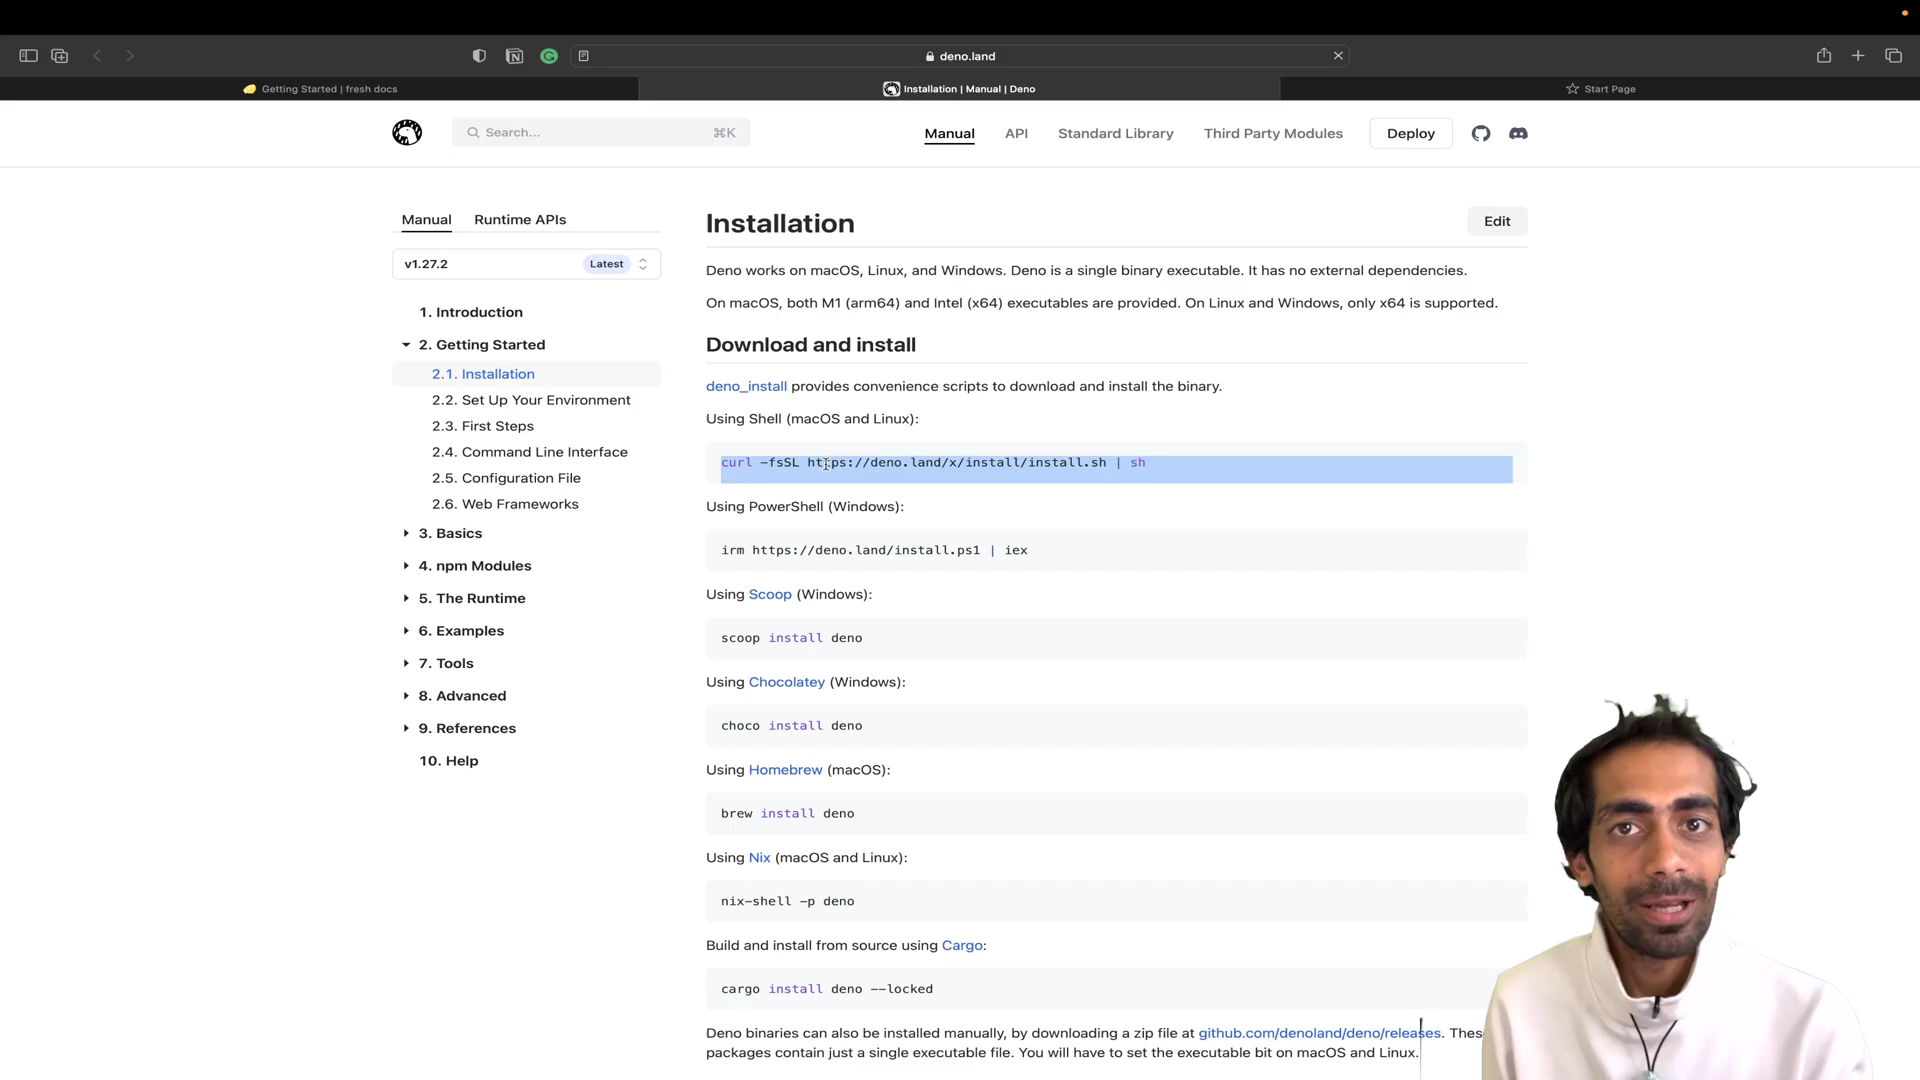 deno.land
Getting Started | fresh docs
Installation | Manual | Deno
Start Page
Search...
⌘K
Manual
API
Standard Library
Third Party Modules
Deploy
Manual
Runtime APIs
v1.27.2
Latest
1. Introduction
2. Getting Started
2.1. Installation
2.2. Set Up Your Environment
2.3. First Steps
2.4. Command Line Interface
2.5. Configuration File
2.6. Web Frameworks
3. Basics
4. npm Modules
5. The Runtime
6. Examples
7. Tools
8. Advanced
9. References
10. Help
Installation
Edit
Deno works on macOS, Linux, and Windows. Deno is a single binary executable. It has no external dependencies.
On macOS, both M1 (arm64) and Intel (x64) executables are provided. On Linux and Windows, only x64 is supported.
Download and install
deno_install provides convenience scripts to download and install the binary.
Using Shell (macOS and Linux):
curl -fsSL https://deno.land/x/install/install.sh | sh
Using PowerShell (Windows):
irm https://deno.land/install.ps1 | iex
Using Scoop (Windows):
scoop install deno
Using Chocolatey (Windows):
choco install deno
Using Homebrew (macOS):
brew install deno
Using Nix (macOS and Linux):
nix-shell -p deno
Build and install from source using Cargo:
cargo install deno --locked
Deno binaries can also be installed manually, by downloading a zip file at github.com/denoland/deno/releases. Thes
packages contain just a single executable file. You will have to set the executable bit on macOS and Linux.